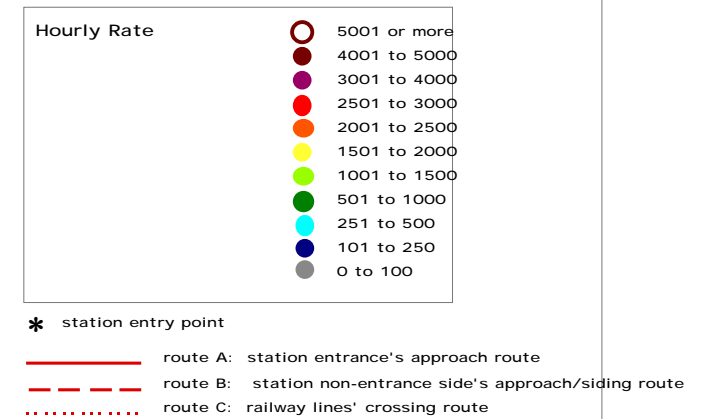 Hourly Rate
5001 or more
4001 to 5000
3001 to 4000
2501 to 3000
2001 to 2500
1501 to 2000
1001 to 1500
501 to 1000
251 to 500
101 to 250
0 to 100
* station entry point
route A: station entrance's approach route
route B: station non-entrance side's approach/siding route
route C: railway lines' crossing route